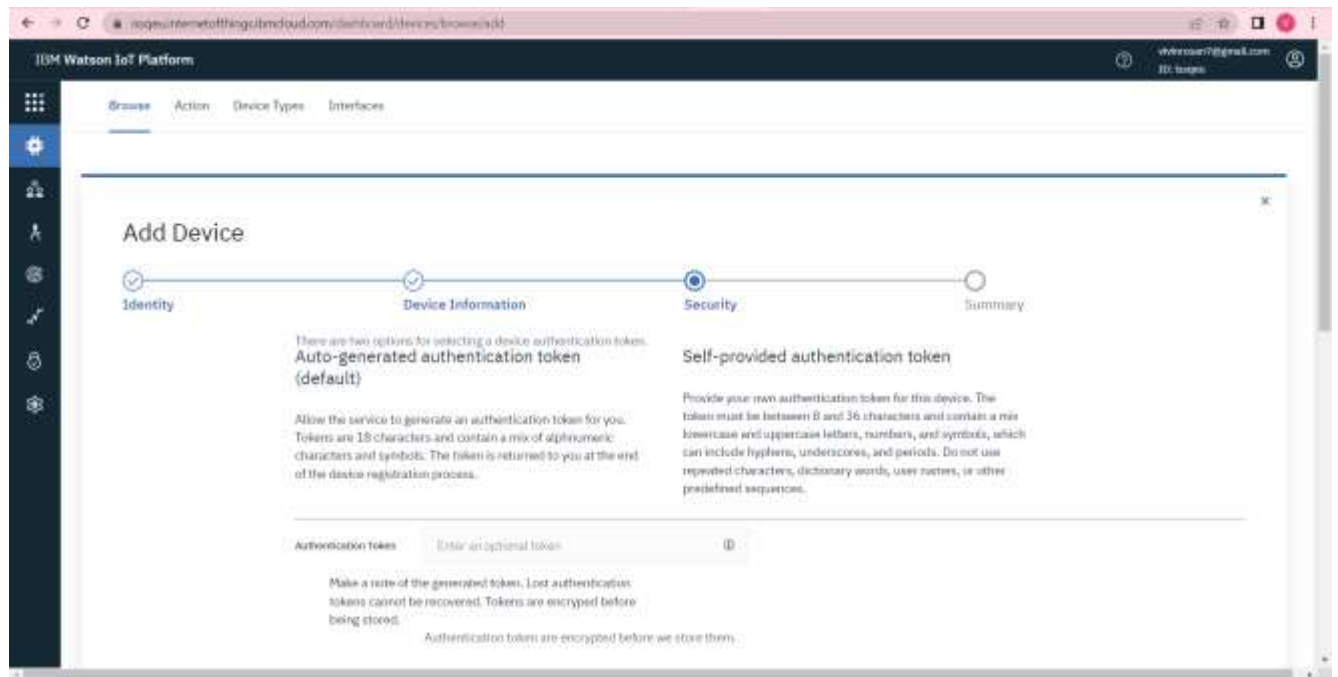 IBM Watson IoT Platform
Browse Action Device Types Interfaces
Add Device
Identity
Device Information
Security
Summary
There are two options for selecting a device authentication token.
Auto-generated authentication token
(default)
Allow the service to generate an authentication token for you.
Tokens are 18 characters and contain a mix of alphnumeric
characters and symbols. The token is returned to you at the end
of the device registration process.
Self-provided authentication token
Provide your own authentication token for this device. The
token must be between 8 and 36 characters and contain a mix
lowercase and uppercase letters, numbers, and symbols, which
can include hyphens, underscores, and periods. Do not use
repeated characters, dictionary words, user names, or other
predefined sequences.
Authentication Token
Enter an optional token
Make a note of the generated token. Lost authentication
tokens cannot be recovered. Tokens are encryped before
being stored.
Authentication token are encrypted before we store them.